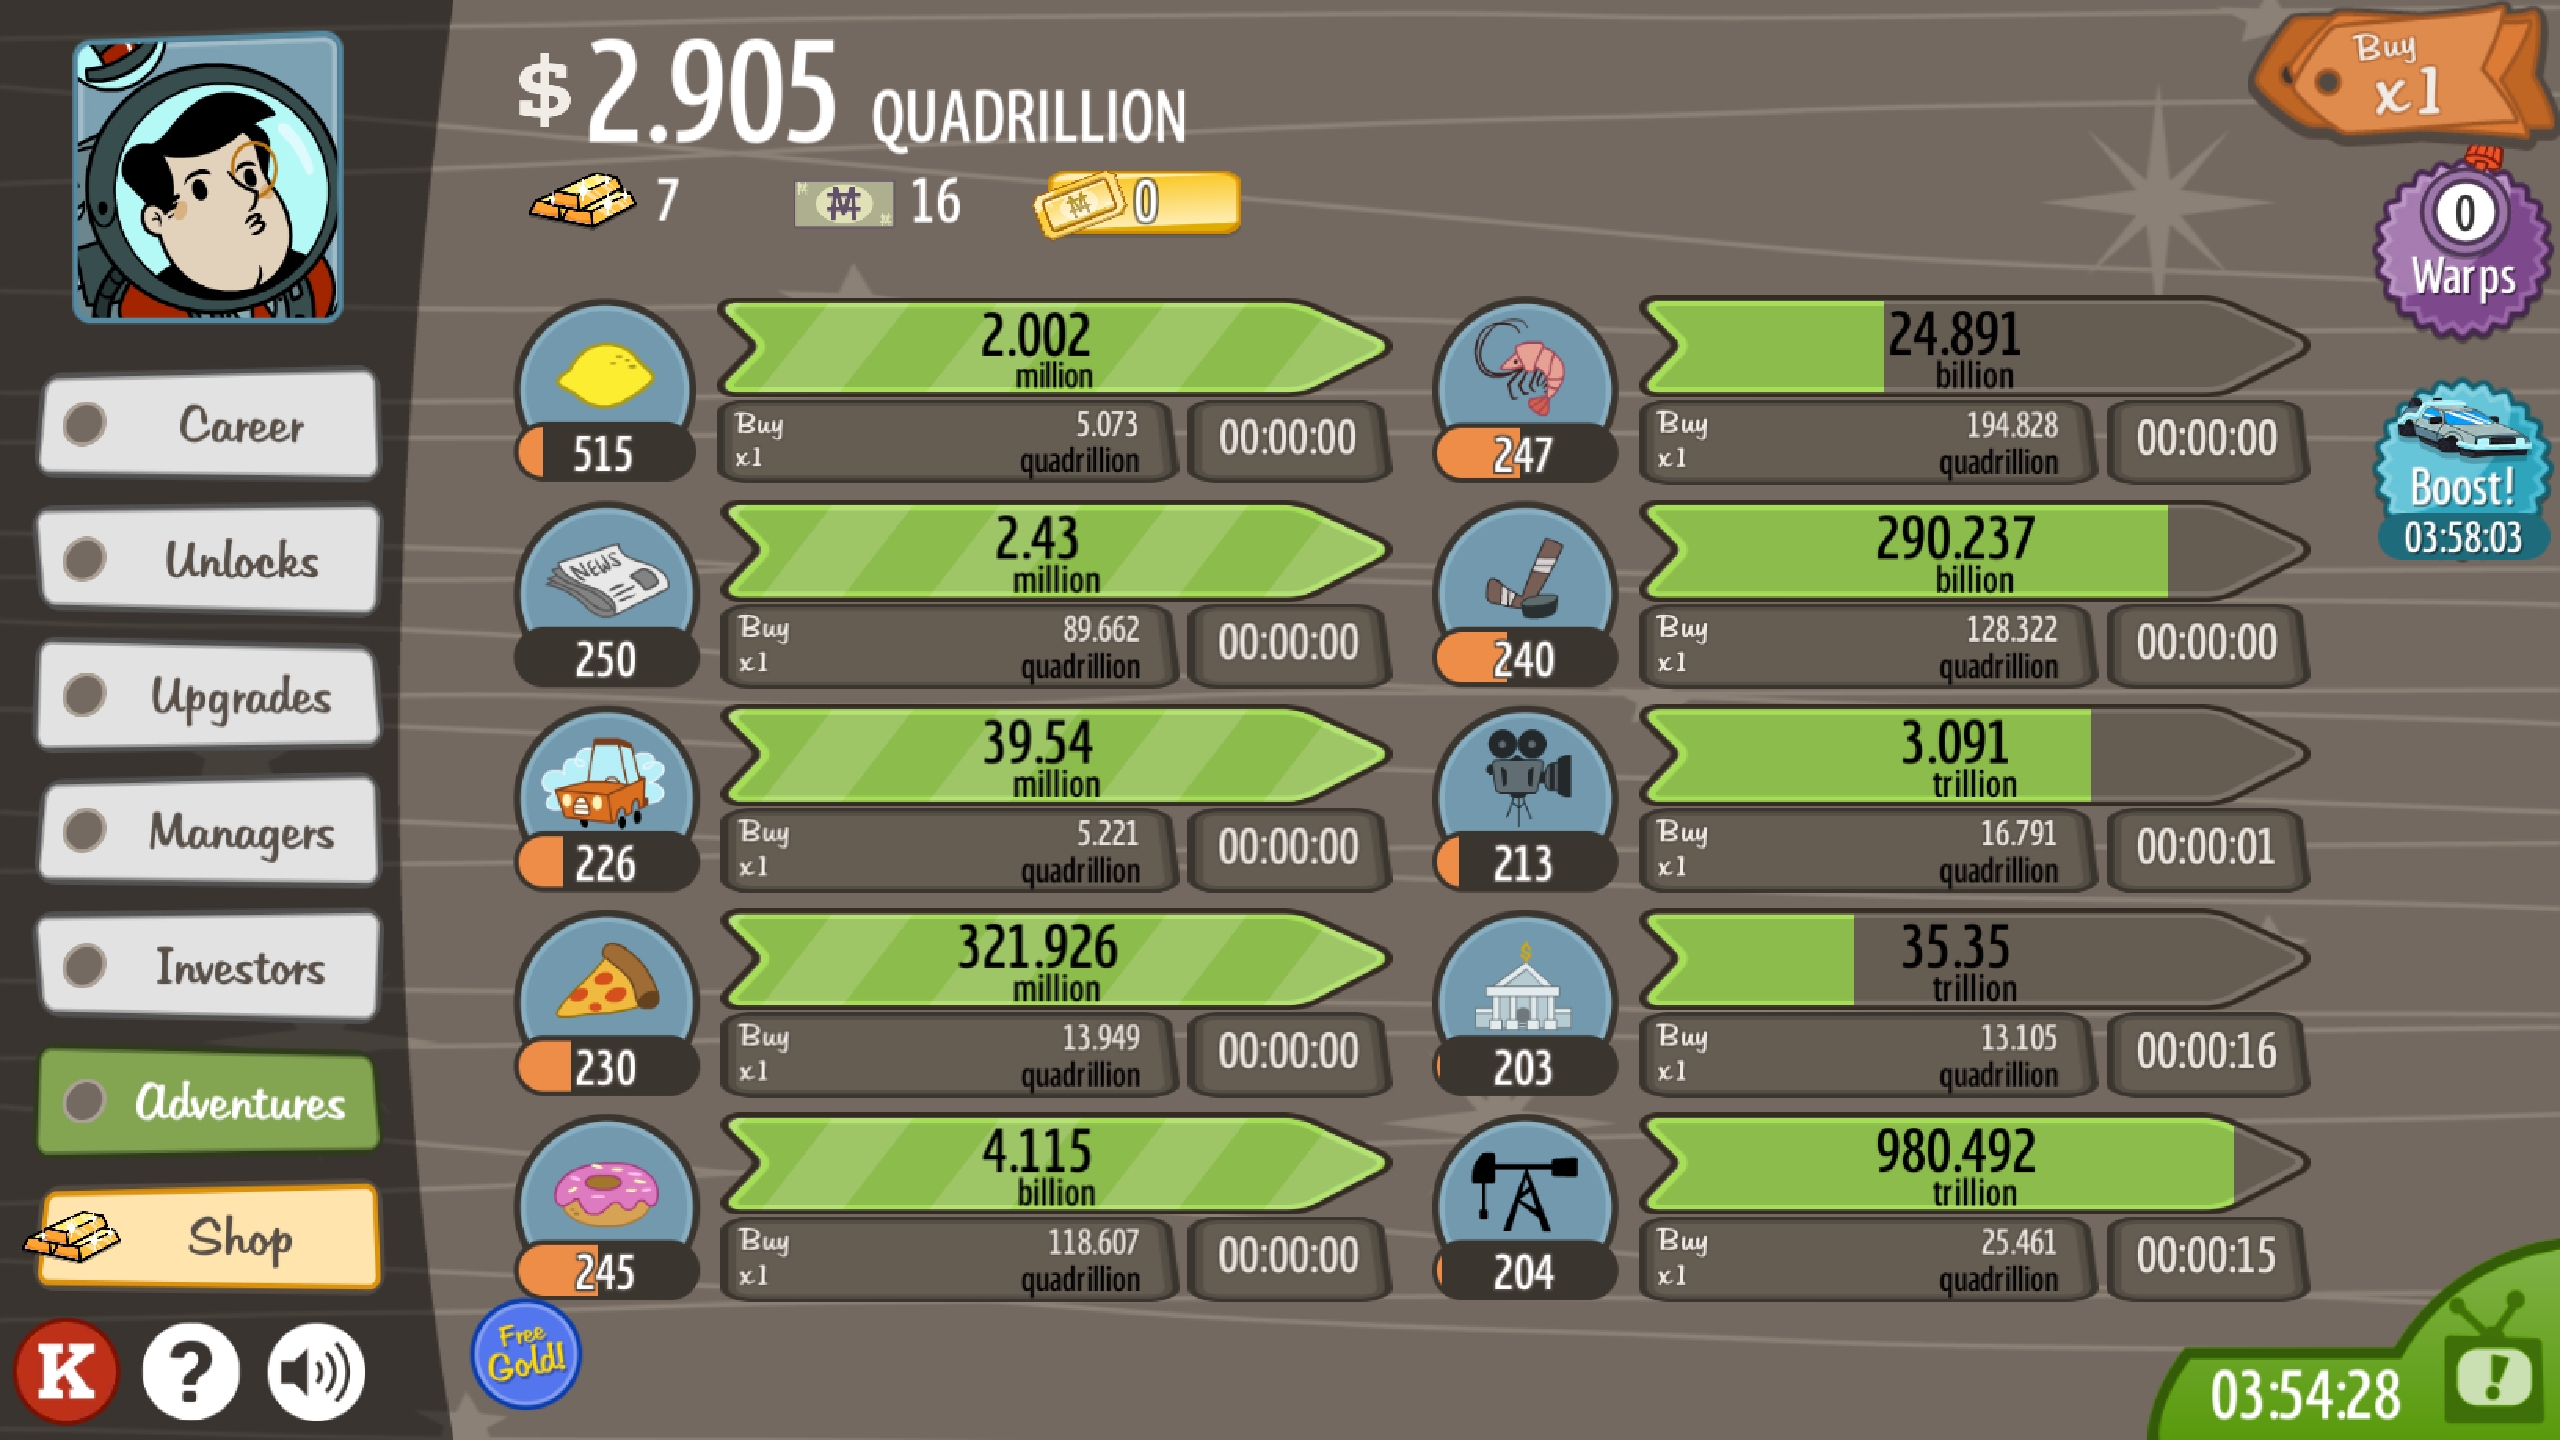 $ 2.905 QUADRILLION
Buy
x1
7
16
0
0
Warps
Boost!
03:58:03
Career
Unlocks
Upgrades
Managers
Investors
Adventures
Shop
K
?
2.002
million
515
Buy
x1
5.073
quadrillion
00:00:00
24.891
billion
247
Buy
x1
194.828
quadrillion
00:00:00
NEWS
2.43
million
250
Buy
x1
89.662
quadrillion
00:00:00
290.237
billion
240
Buy
x1
128.322
quadrillion
00:00:00
39.54
million
226
Buy
x1
5.221
quadrillion
00:00:00
3.091
trillion
213
Buy
x1
16.791
quadrillion
00:00:01
321.926
million
230
Buy
x1
13.949
quadrillion
00:00:00
$
35.35
trillion
203
Buy
x1
13.105
quadrillion
00:00:16
4.115
billion
245
Buy
x1
118.607
quadrillion
00:00:00
980.492
trillion
204
Buy
x1
25.461
quadrillion
00:00:15
Free
Gold!
03:54:28
!